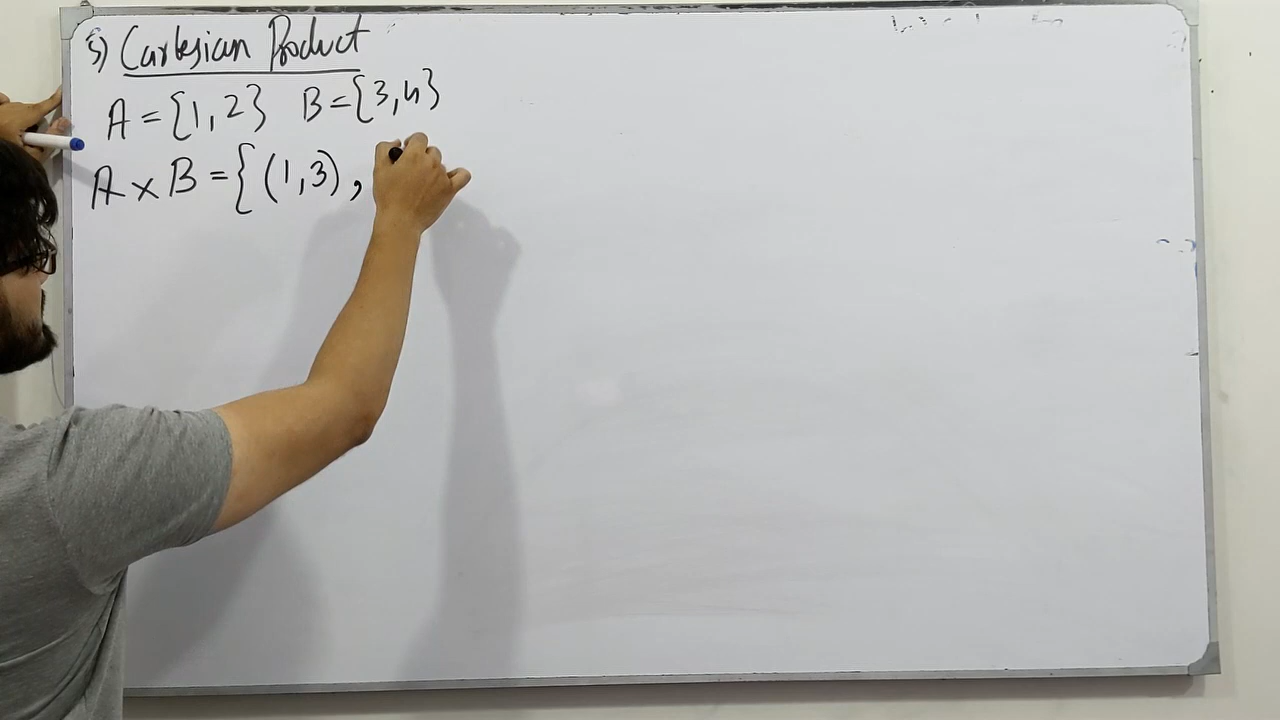 5) Cartesian Product
A = {1, 2} B = {3, 4}
A × B = { (1, 3),